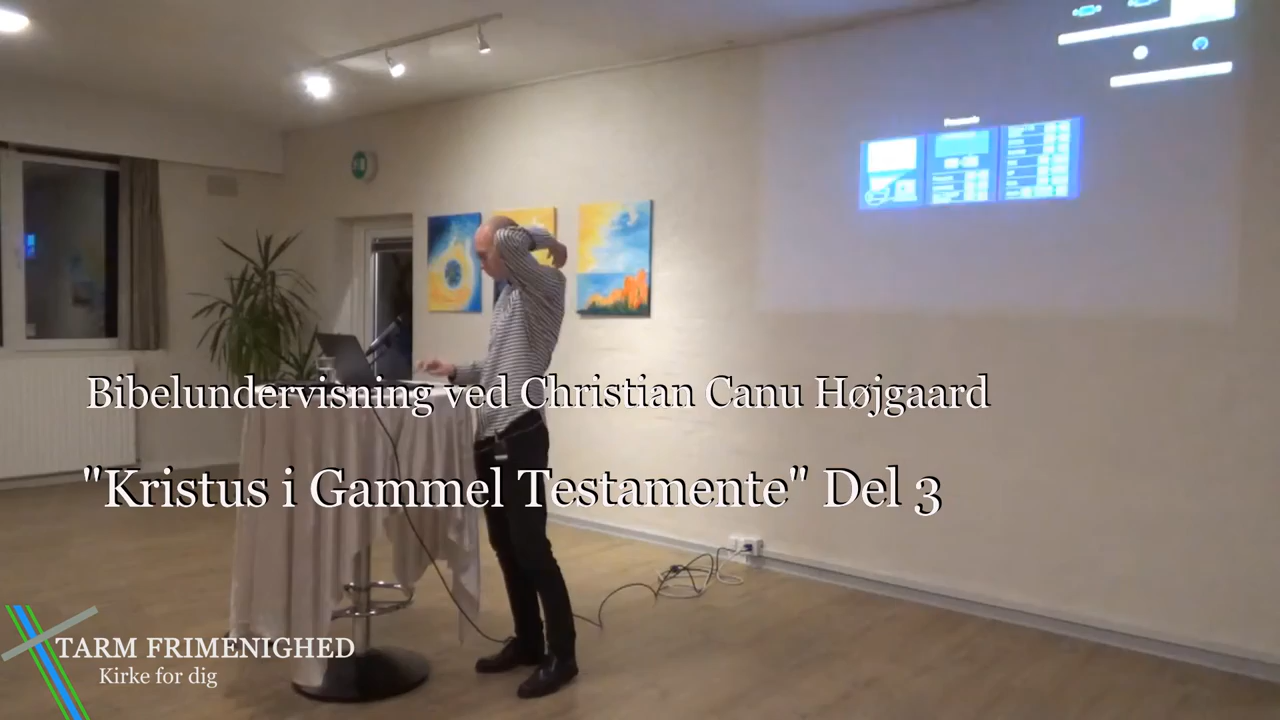 Bibelundervisning ved Christian Canu Højgaard
"Kristus i Gammel Testamente" Del 3
TARM FRIMENIGHED
Kirke for dig